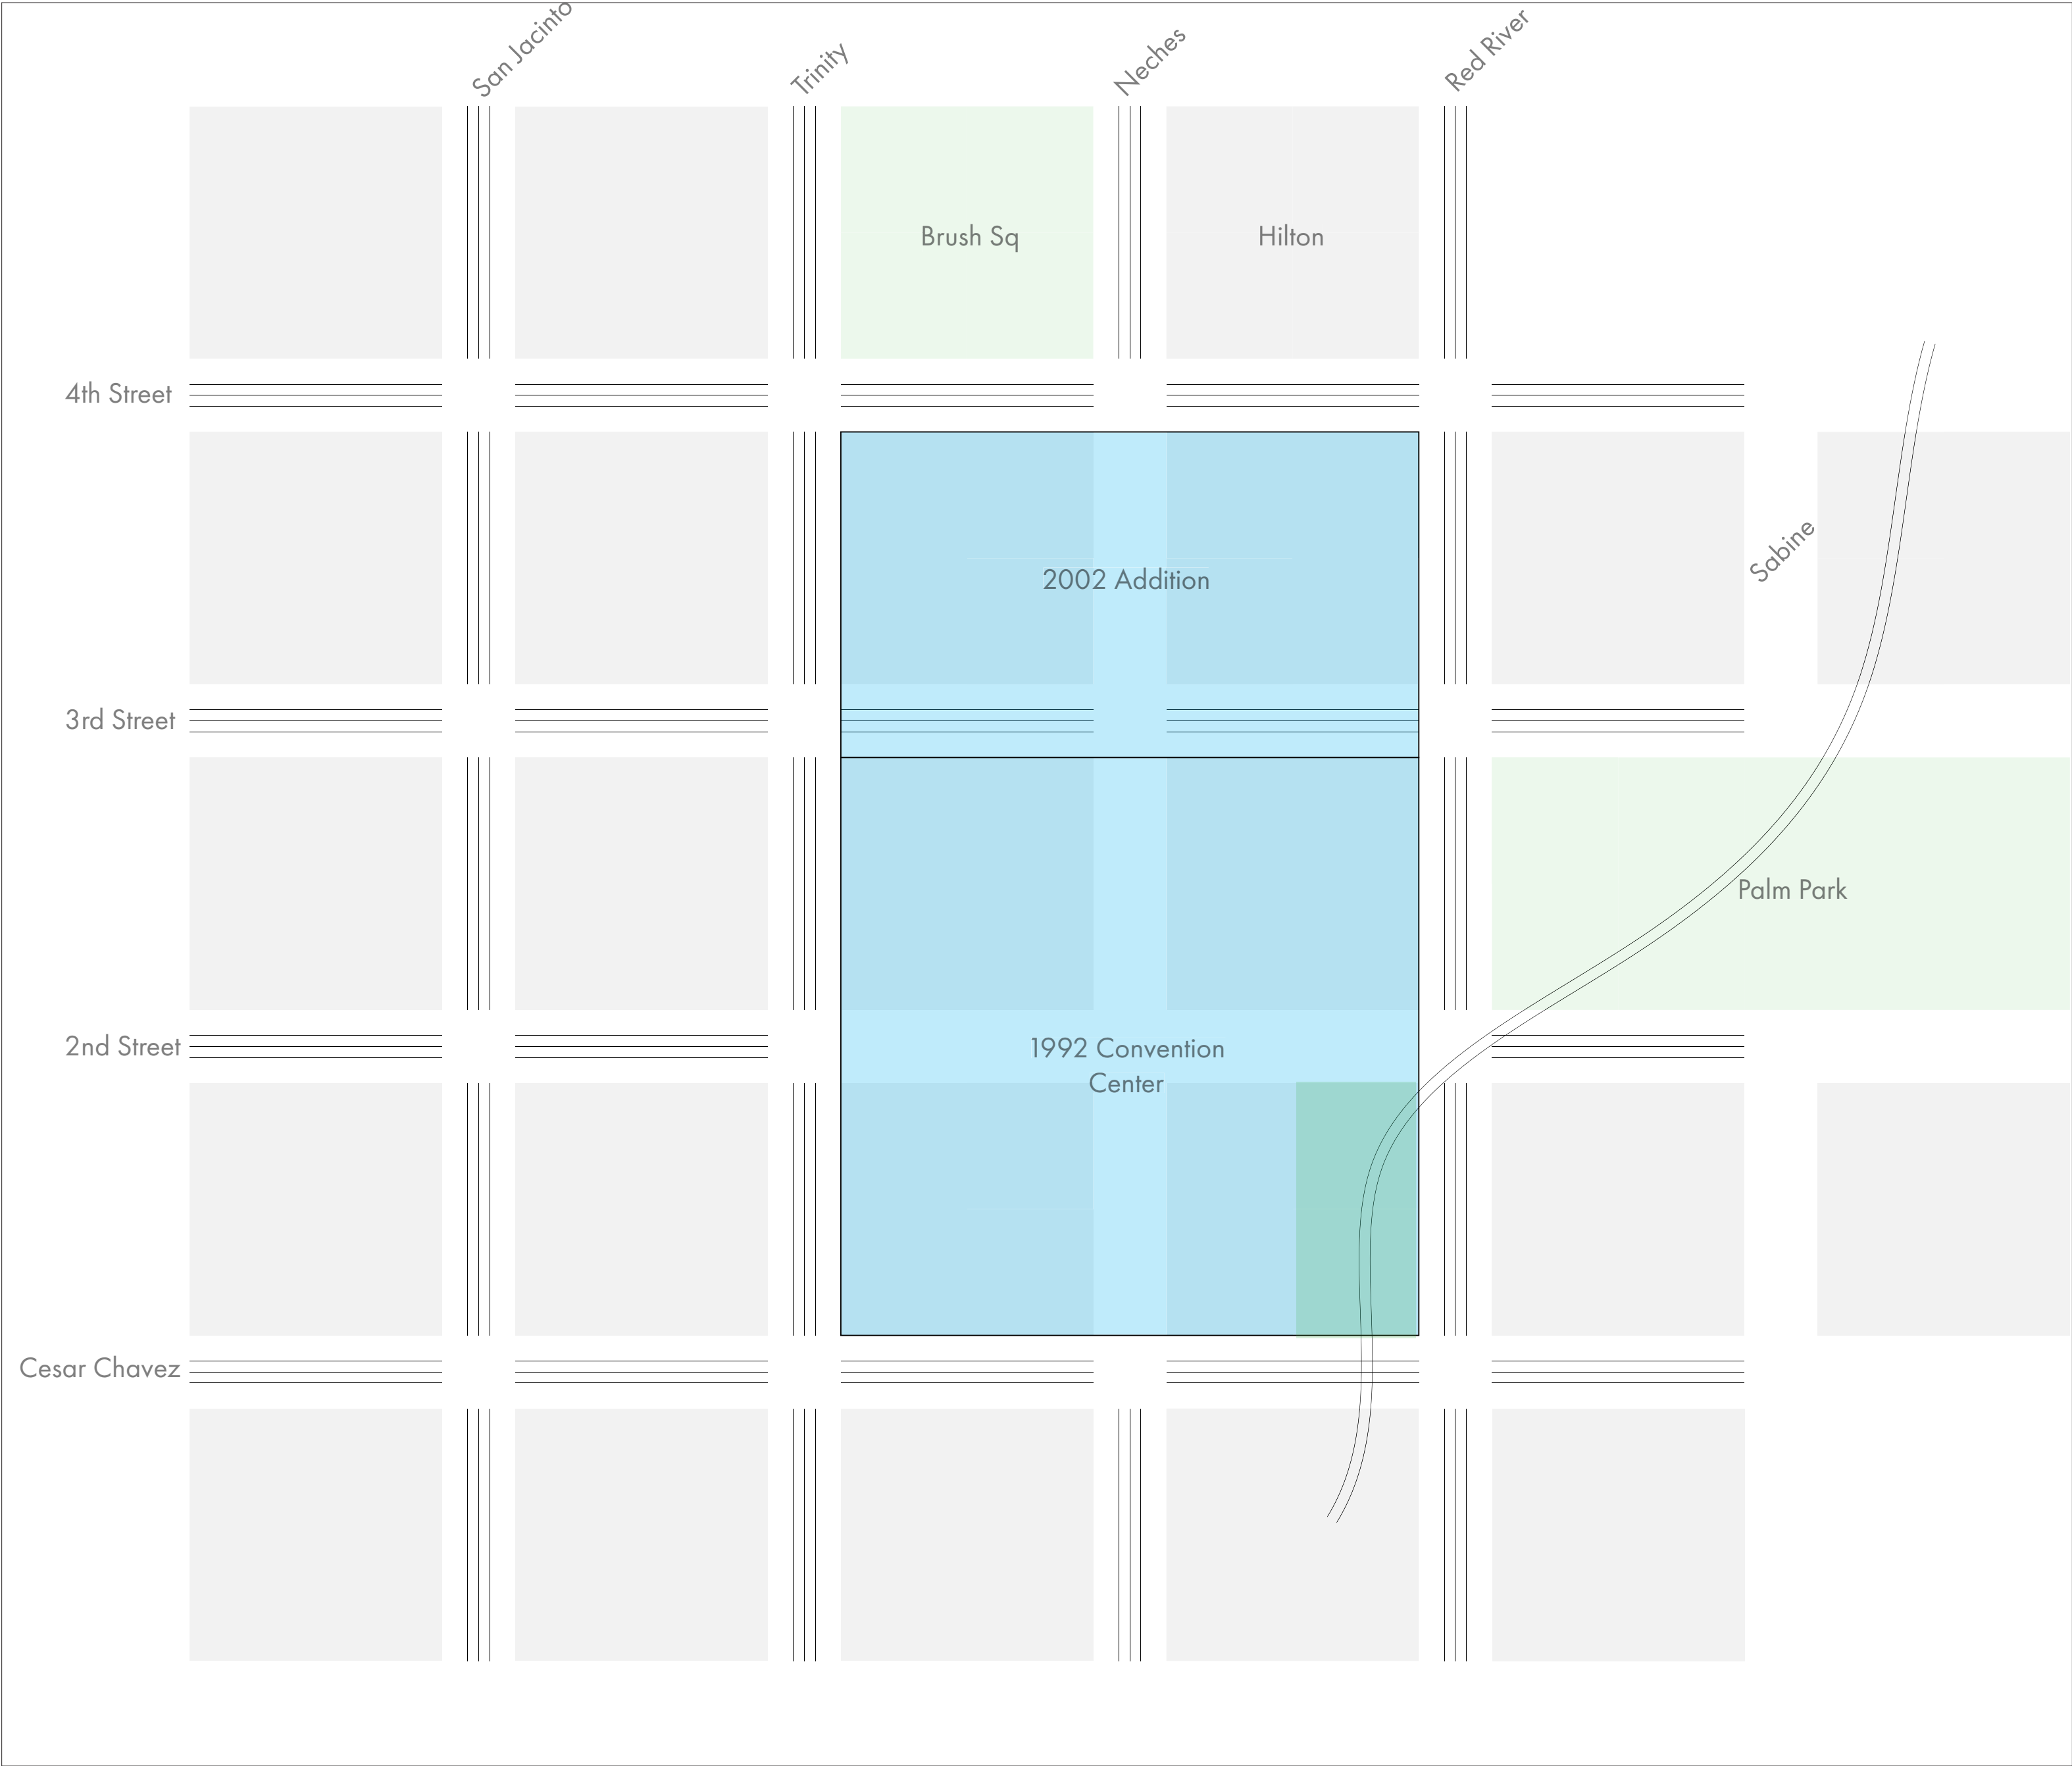 San Jacinto
Trinity
Neches
Red River
Brush Sq
Hilton
4th Street
Sabine
2002 Addition
3rd Street
Palm Park
2nd Street
1992 Convention
Center
Cesar Chavez